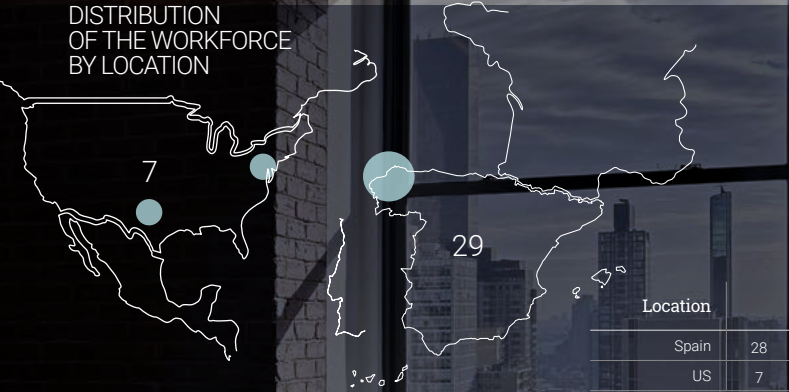 DISTRIBUTION
OF THE WORKFORCE
BY LOCATION
7
29
Location
Spain 28
US 7